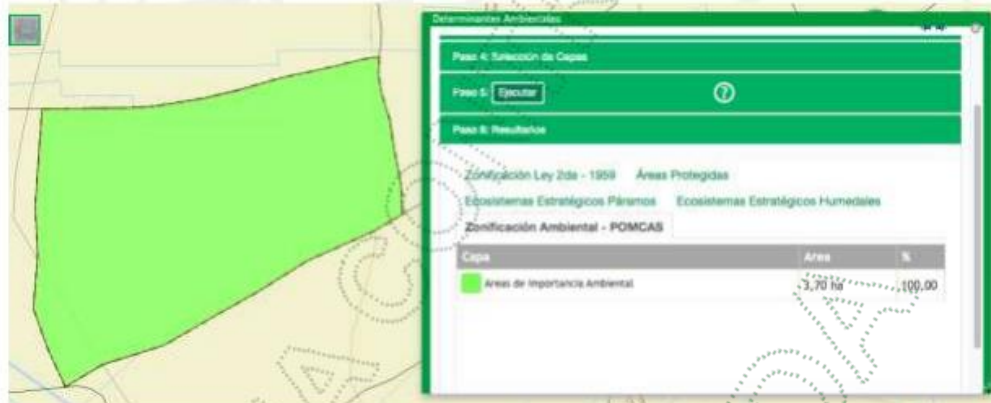 Determinantes Ambientales
Paso 4: Selección de Capas
Paso 5: Ejecutar ?
Paso 6: Resultados
Zonificación Ley 2da - 1959 Áreas Protegidas
Ecosistemas Estratégicos Páramos Ecosistemas Estratégicos Humedales
Zonificación Ambiental - POMCAS
Capa Area %
Areas de Importancia Ambiental 3,70 ha 100,00